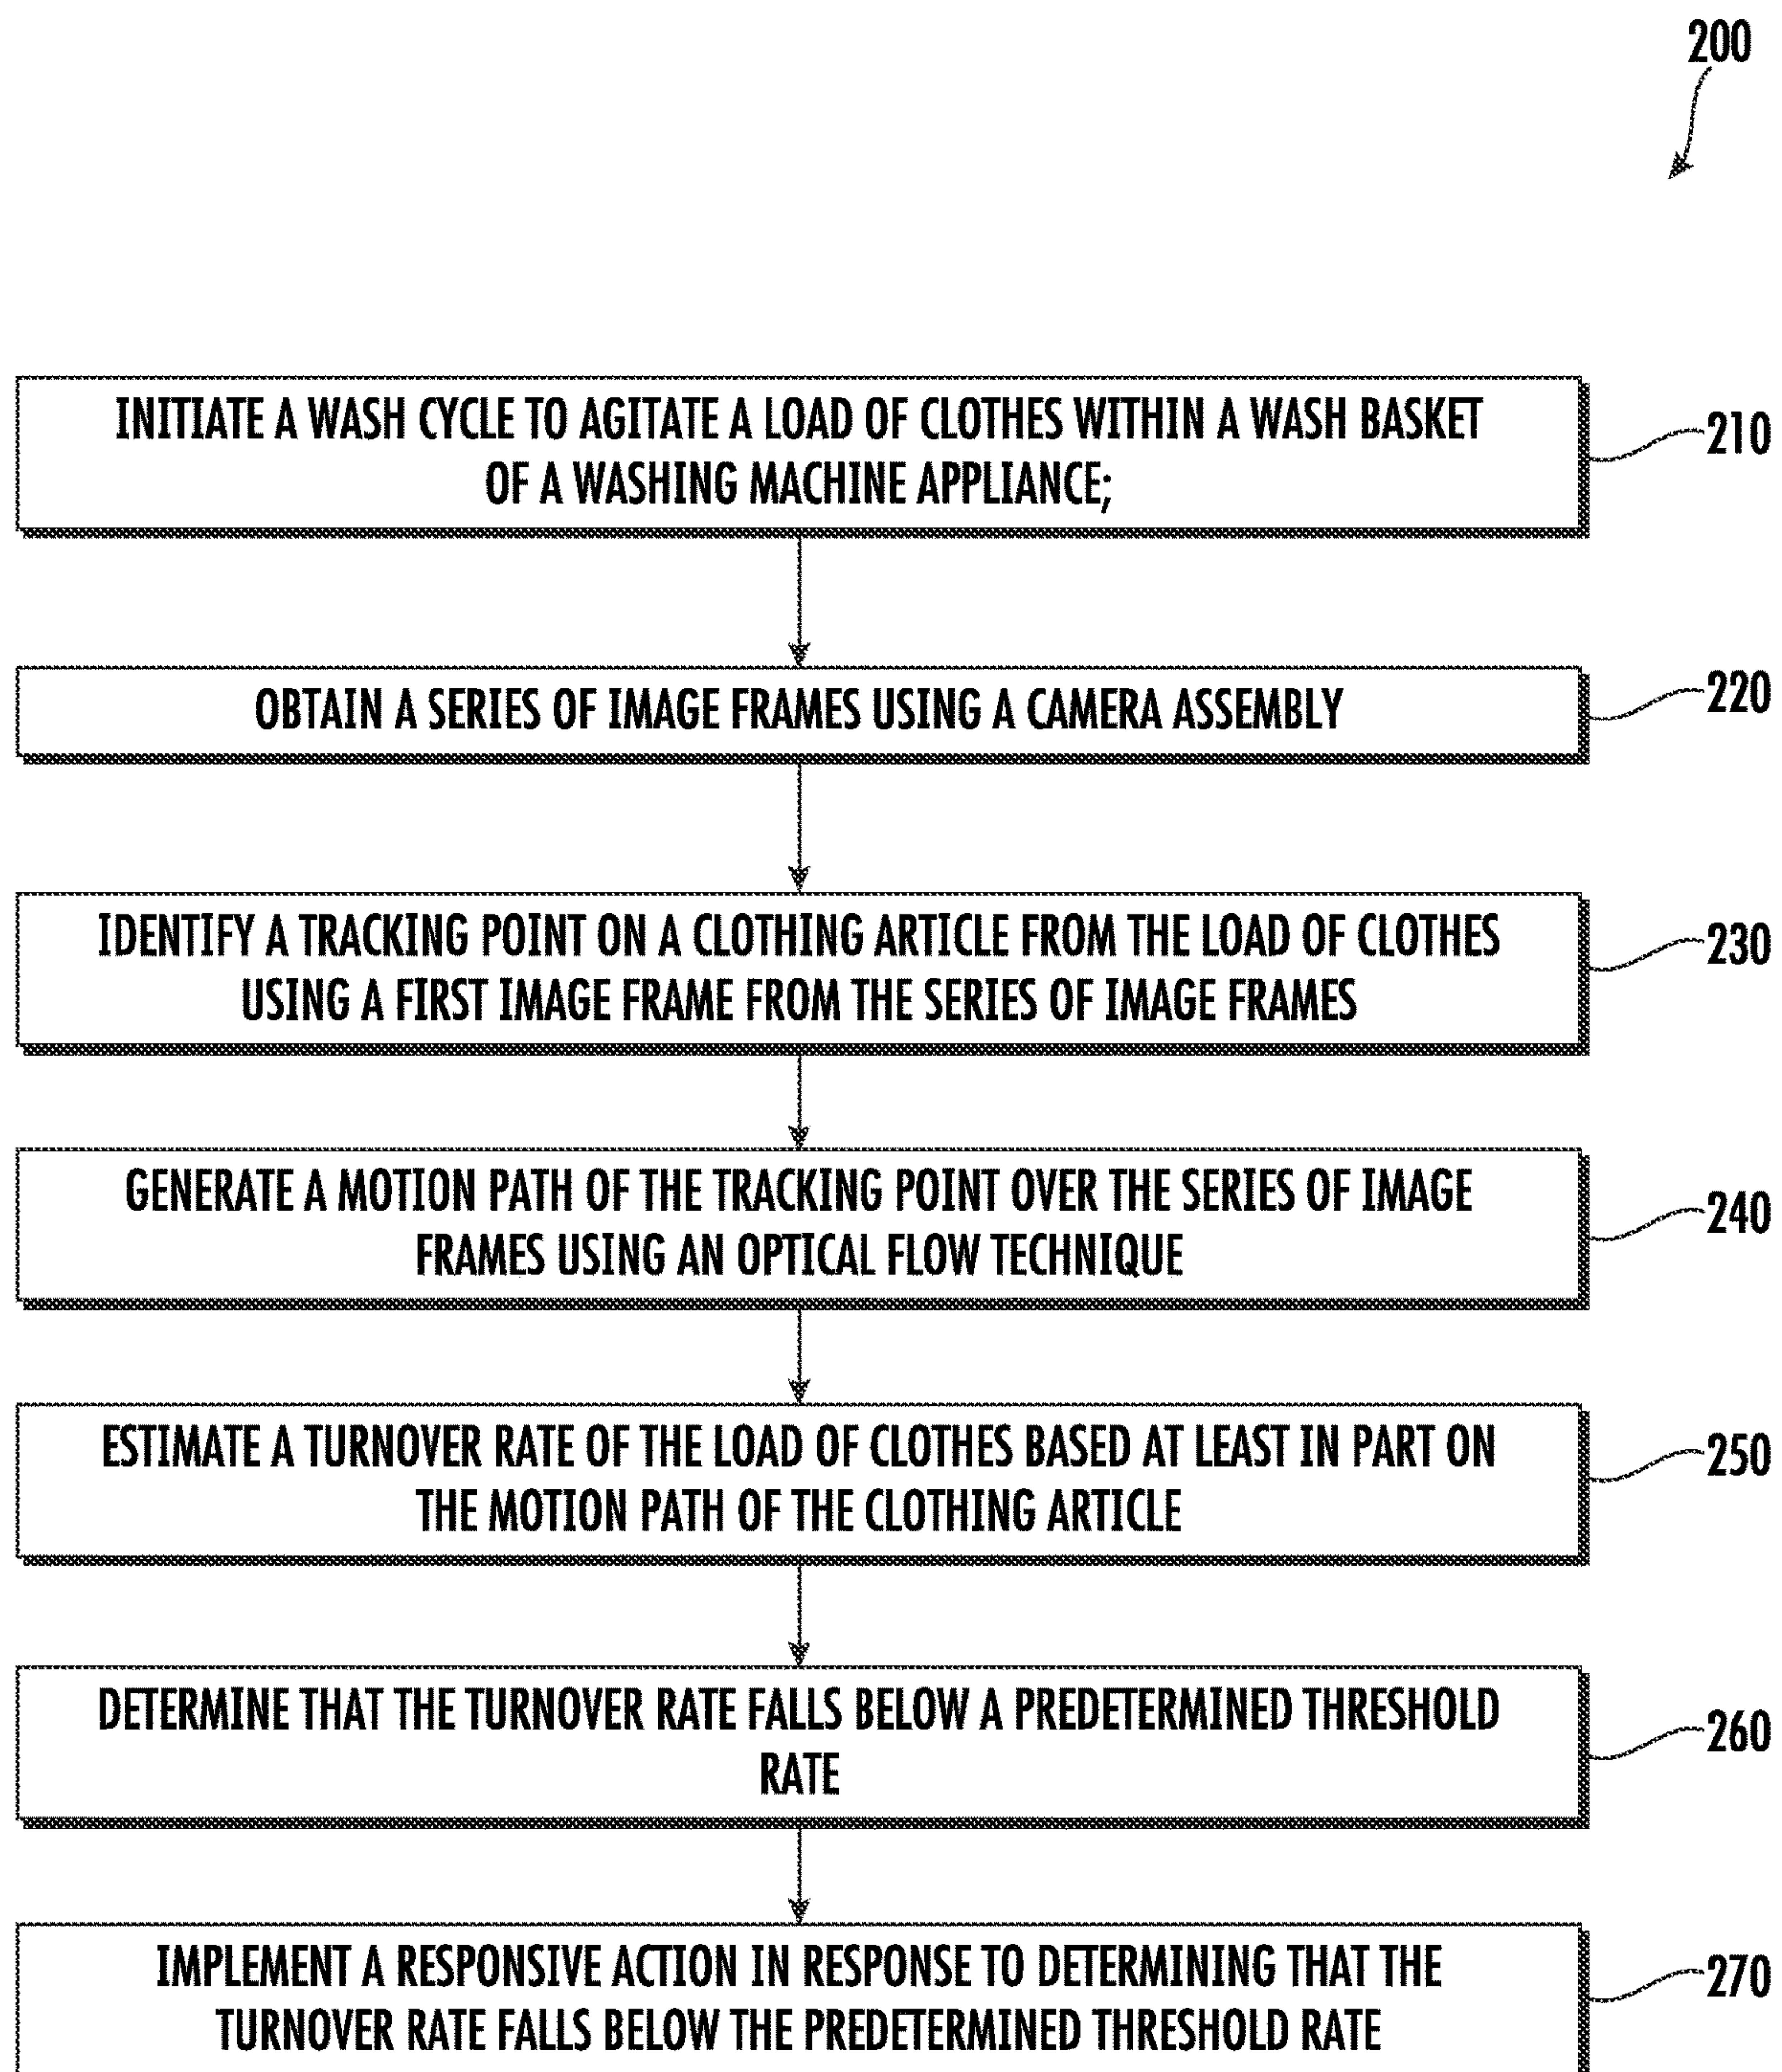 200
INITIATE A WASH CYCLE TO AGITATE A LOAD OF CLOTHES WITHIN A WASH BASKET
OF A WASHING MACHINE APPLIANCE;
210
OBTAIN A SERIES OF IMAGE FRAMES USING A CAMERA ASSEMBLY
220
IDENTIFY A TRACKING POINT ON A CLOTHING ARTICLE FROM THE LOAD OF CLOTHES
USING A FIRST IMAGE FRAME FROM THE SERIES OF IMAGE FRAMES
230
GENERATE A MOTION PATH OF THE TRACKING POINT OVER THE SERIES OF IMAGE
FRAMES USING AN OPTICAL FLOW TECHNIQUE
240
ESTIMATE A TURNOVER RATE OF THE LOAD OF CLOTHES BASED AT LEAST IN PART ON
THE MOTION PATH OF THE CLOTHING ARTICLE
250
DETERMINE THAT THE TURNOVER RATE FALLS BELOW A PREDETERMINED THRESHOLD
RATE
260
IMPLEMENT A RESPONSIVE ACTION IN RESPONSE TO DETERMINING THAT THE
TURNOVER RATE FALLS BELOW THE PREDETERMINED THRESHOLD RATE
270